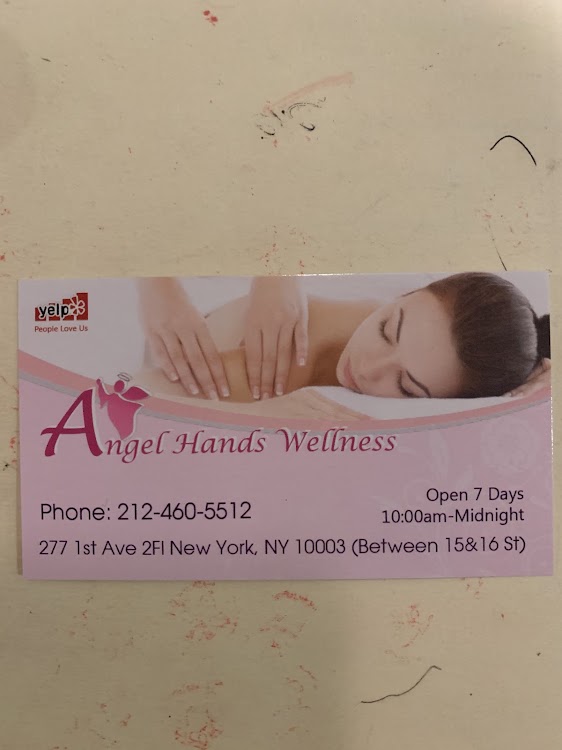 yelp
People Love Us
Angel Hands Wellness
Open 7 Days
Phone: 212-460-5512
10:00am-Midnight
277 1st Ave 2Fl New York, NY 10003 (Between 15&16 St)